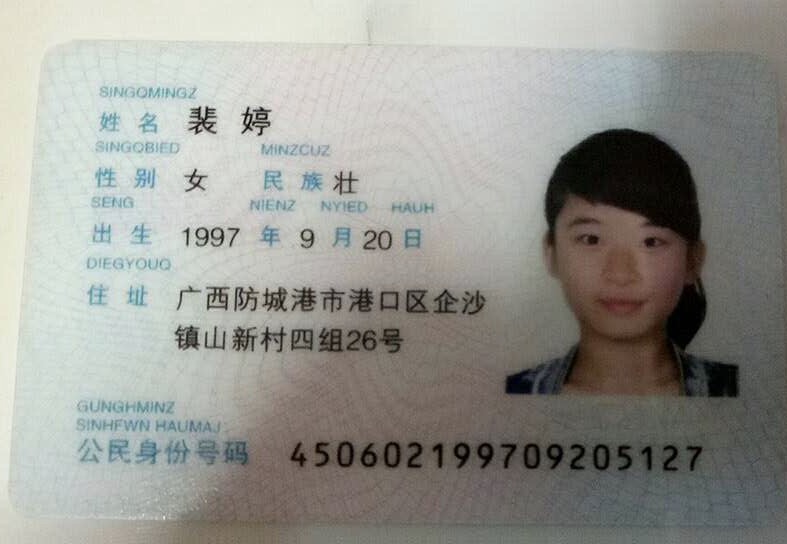 SINGQMINGZ
姓 名 裴 婷
SINGQBIED MINZCUZ
性 别 女 民 族 壮
SENG NIENZ NYIED HAUH
出 生 1997 年 9 月 20 日
DIEGYOUQ
住 址 广西防城港市港口区企沙
镇山新村四组26号
GUNGHMINZ
SINHFWN HAUMAJ
公民身份号码 450602199709205127